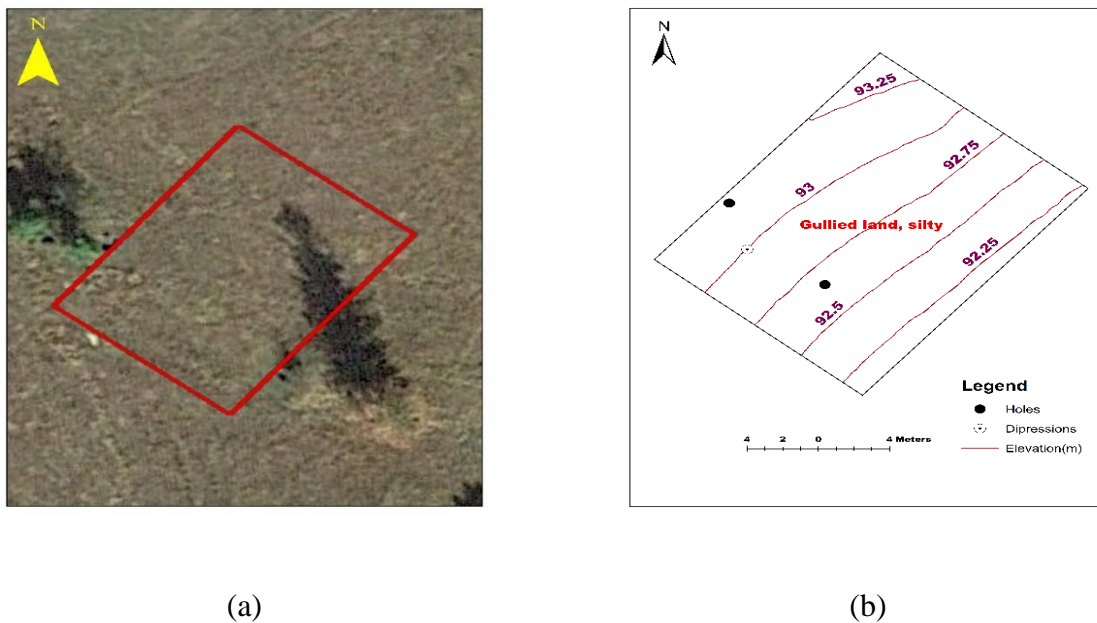 N
N
93.25
92.75
93
Gullied land, silty
92.25
92.5
Legend
Holes
Dipressions
Elevation(m)
4 2 0 4 Meters
(a)
(b)